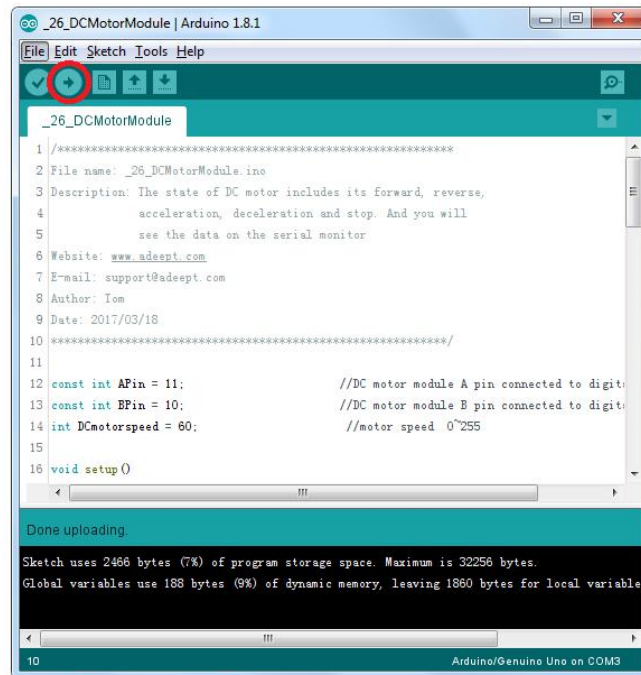 _26_DCMotorModule | Arduino 1.8.1
File Edit Sketch Tools Help
_26_DCMotorModule
1 /************************************************************
2 File name: _26_DCMotorModule.ino
3 Description: The state of DC motor includes its forward, reverse,
4 acceleration, deceleration and stop. And you will
5 see the data on the serial monitor
6 Website: www.adeept.com
7 E-mail: support@adeept.com
8 Author: Tom
9 Date: 2017/03/18
10 ***********************************************************/
11
12 const int APin = 11; //DC motor module A pin connected to digit
13 const int BPin = 10; //DC motor module B pin connected to digit
14 int DCmotorspeed = 60; //motor speed 0~255
15
16 void setup()
Done uploading.
Sketch uses 2466 bytes (7%) of program storage space. Maximum is 32256 bytes.
Global variables use 188 bytes (9%) of dynamic memory, leaving 1860 bytes for local variable
10 Arduino/Genuino Uno on COM3